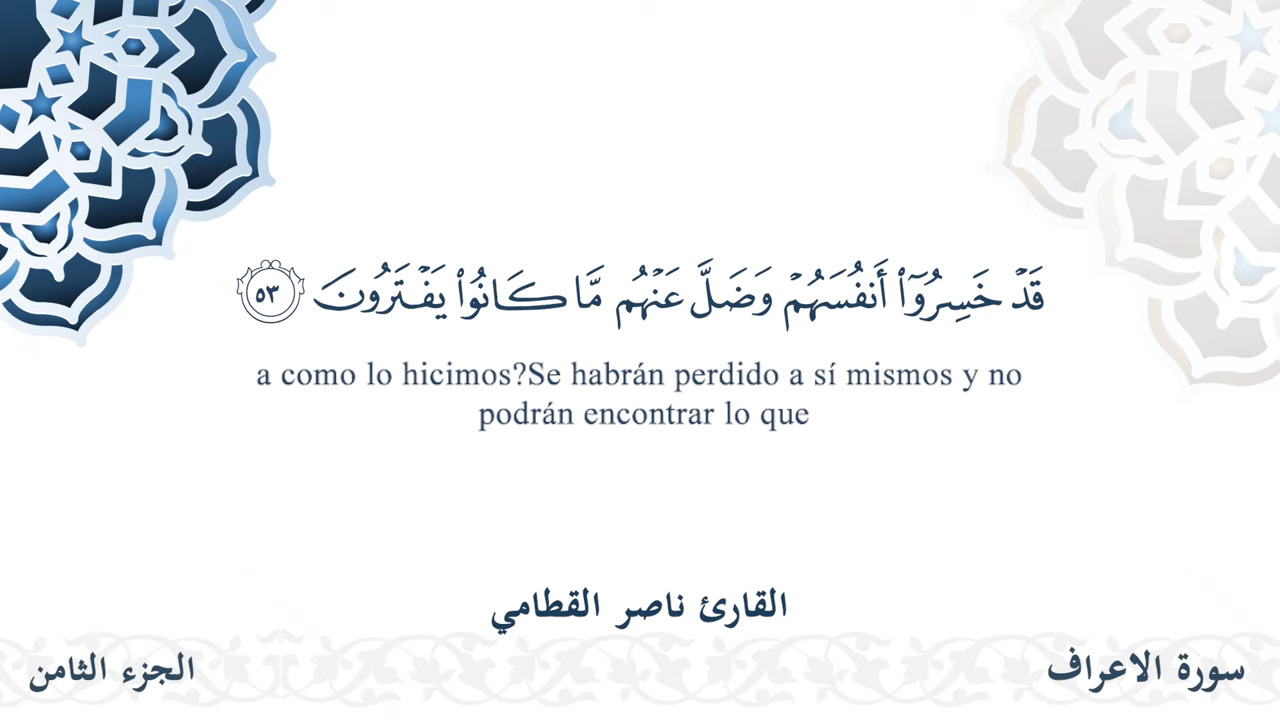 قَدْ خَسِرُوٓا۟ أَنفُسَهُمْ وَضَلَّ عَنْهُم مَّا كَانُوا۟ يَفْتَرُونَ ٥٣
a como lo hicimos?Se habrán perdido a sí mismos y no
podrán encontrar lo que
القارئ ناصر القطامي
سورة الاعراف
الجزء الثامن